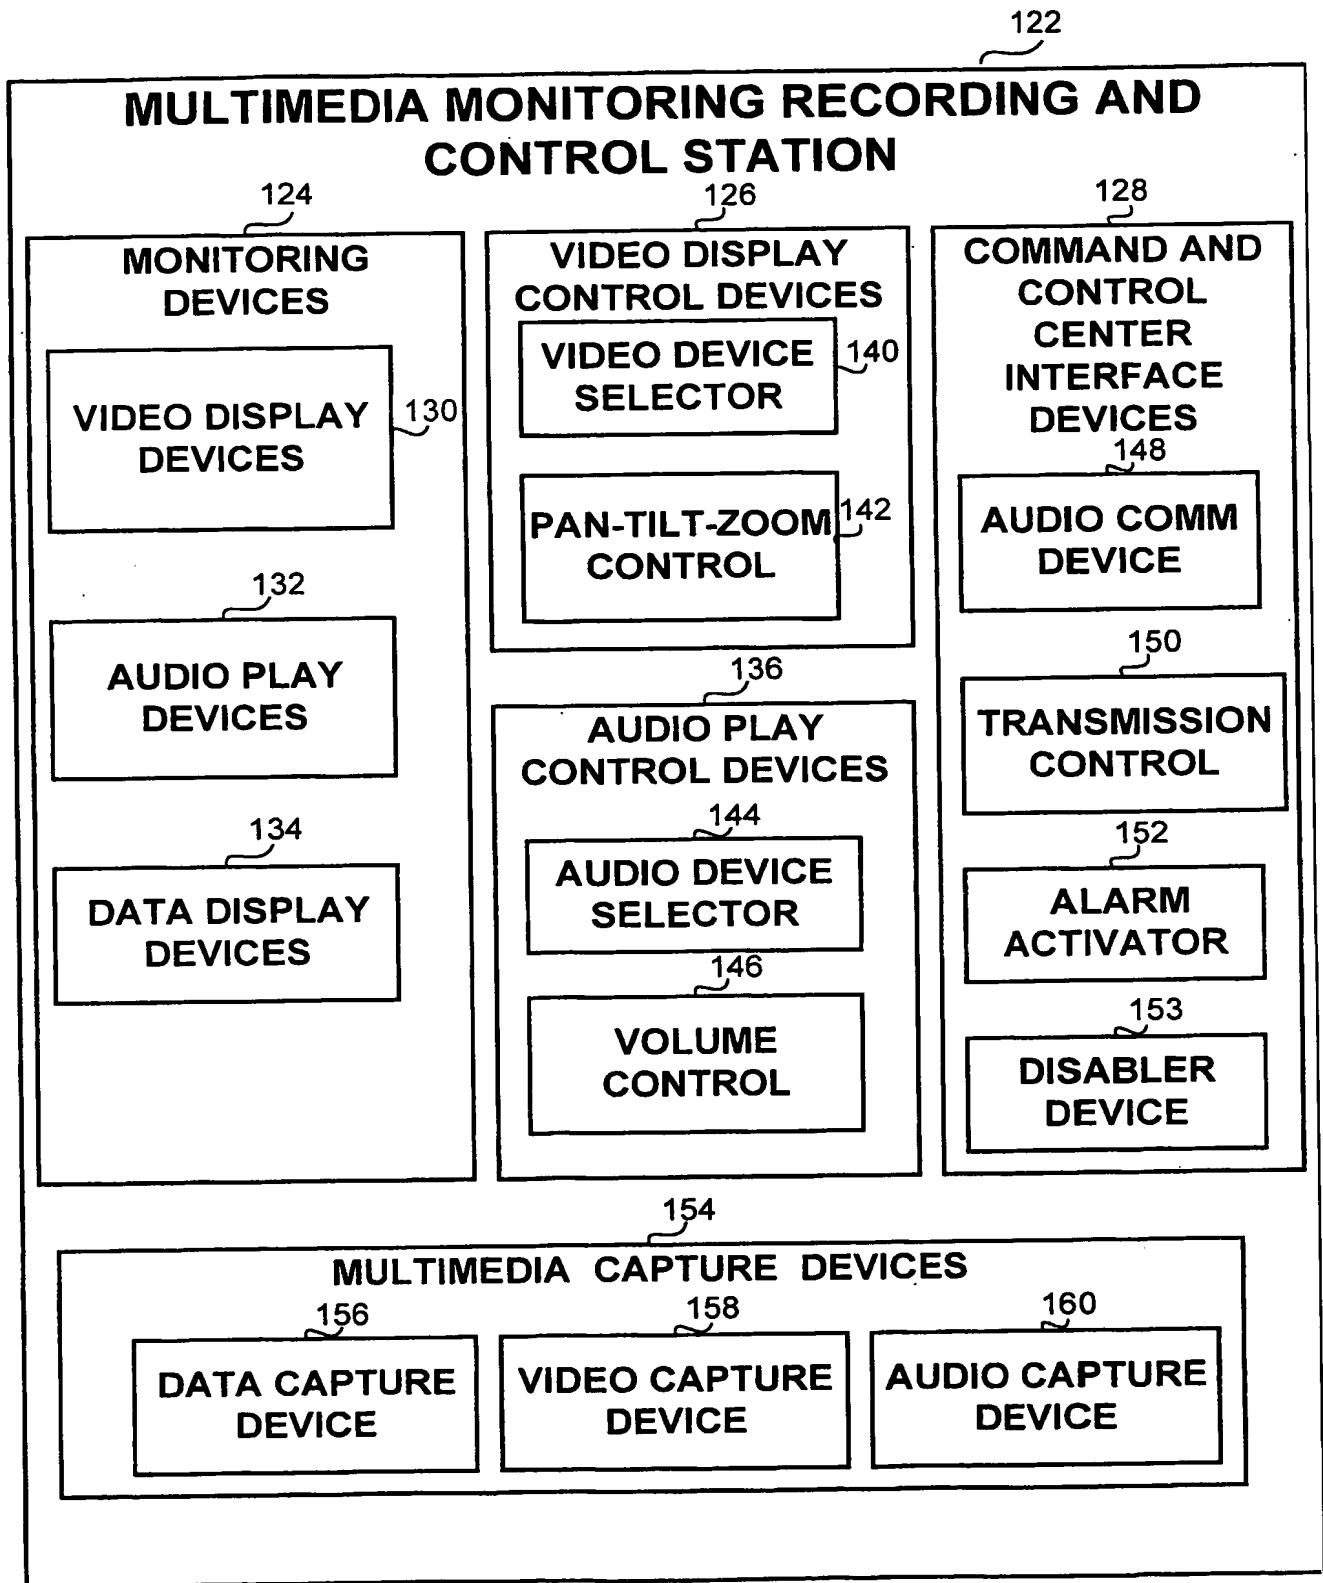 122
MULTIMEDIA MONITORING RECORDING AND
CONTROL STATION
124
MONITORING
DEVICES
VIDEO DISPLAY
DEVICES
130
132
AUDIO PLAY
DEVICES
134
DATA DISPLAY
DEVICES
126
VIDEO DISPLAY
CONTROL DEVICES
VIDEO DEVICE
SELECTOR
140
PAN-TILT-ZOOM
CONTROL
142
136
AUDIO PLAY
CONTROL DEVICES
144
AUDIO DEVICE
SELECTOR
146
VOLUME
CONTROL
128
COMMAND AND
CONTROL
CENTER
INTERFACE
DEVICES
148
AUDIO COMM
DEVICE
150
TRANSMISSION
CONTROL
152
ALARM
ACTIVATOR
153
DISABLER
DEVICE
154
MULTIMEDIA CAPTURE DEVICES
156
DATA CAPTURE
DEVICE
158
VIDEO CAPTURE
DEVICE
160
AUDIO CAPTURE
DEVICE